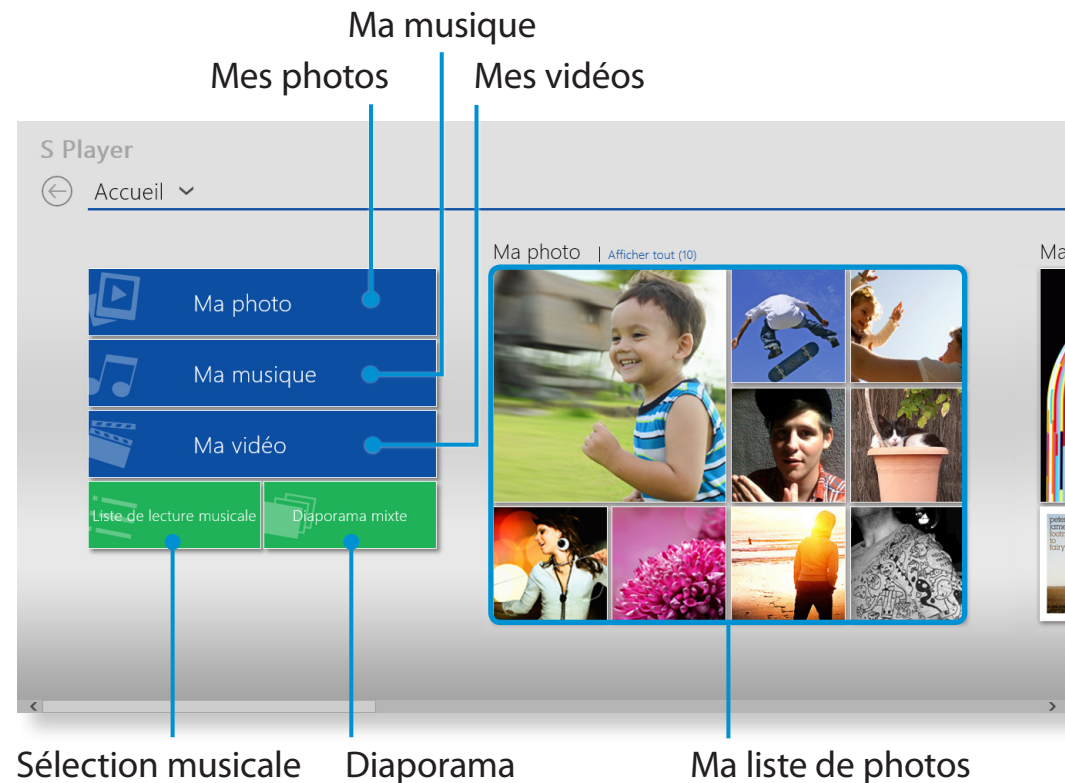 Ma musique
Mes photos
Mes vidéos
S Player
Accueil
Ma photo | Afficher tout (10)
Ma
Ma photo
Ma musique
Ma vidéo
Liste de lecture musicale
Diaporama mixte
Sélection musicale
Diaporama
Ma liste de photos